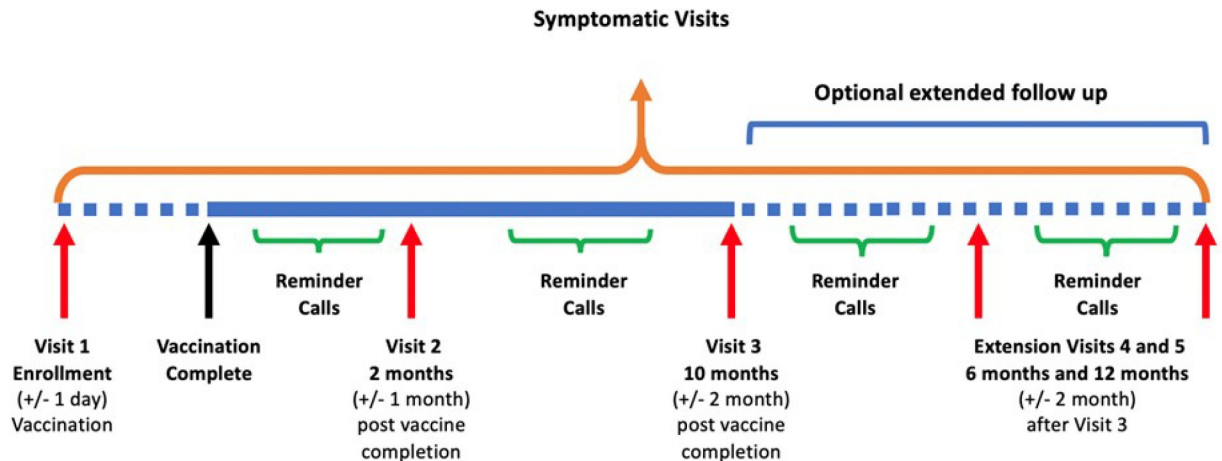 Symptomatic Visits
Optional extended follow up
Reminder
Calls
Reminder
Calls
Reminder
Calls
Reminder
Calls
Visit 1
Enrollment
(+/- 1 day)
Vaccination
Vaccination
Complete
Visit 2
2 months
(+/- 1 month)
post vaccine
completion
Visit 3
10 months
(+/- 2 month)
post vaccine
completion
Extension Visits 4 and 5
6 months and 12 months
(+/- 2 month)
after Visit 3